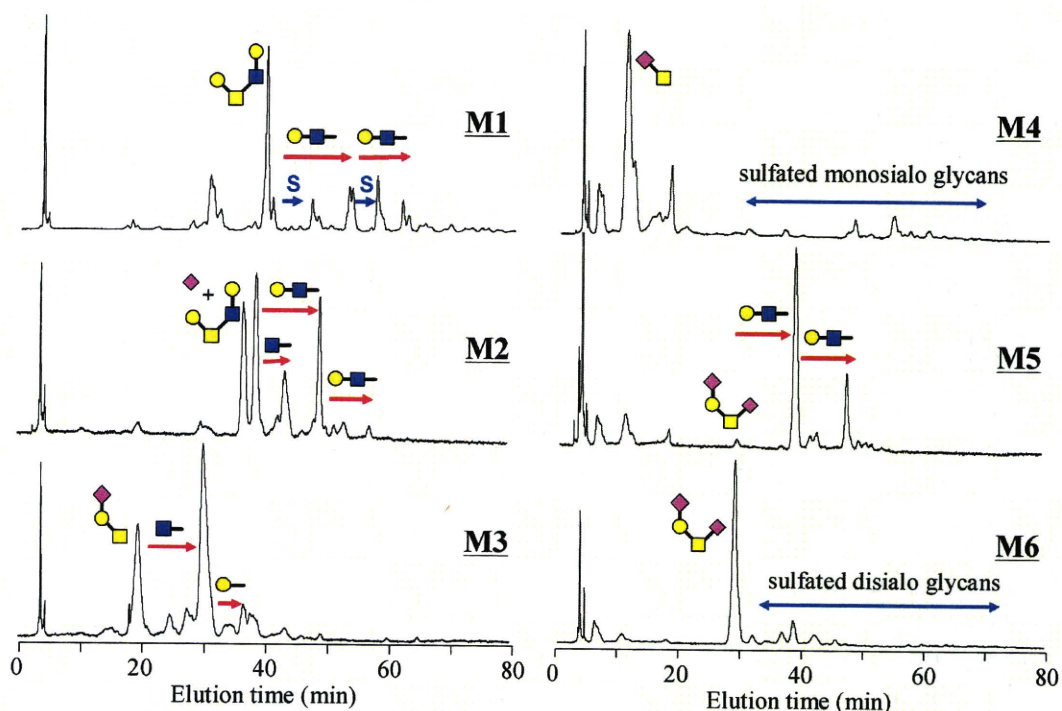 M1
S
S
M2
+
M3
0
20
40
60
80
Elution time (min)
M4
sulfated monosialo glycans
M5
M6
sulfated disialo glycans
0
20
40
60
80
Elution time (min)